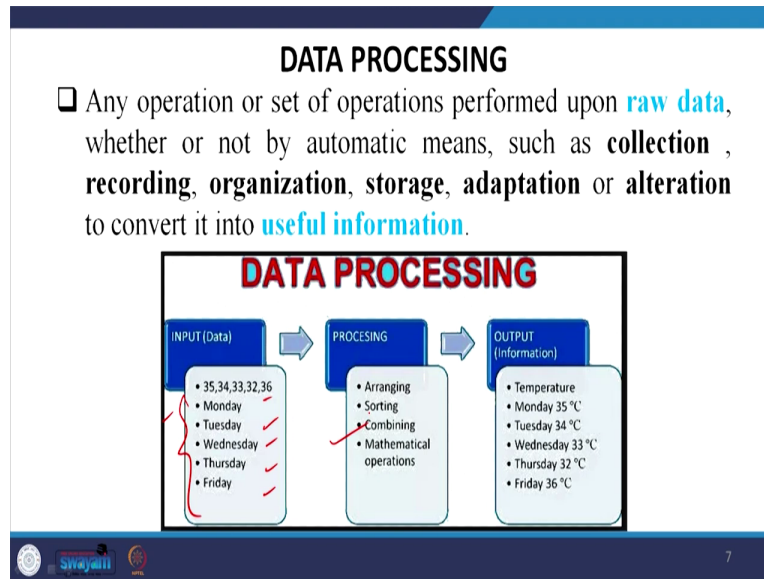 DATA PROCESSING
Any operation or set of operations performed upon raw data,
whether or not by automatic means, such as collection ,
recording, organization, storage, adaptation or alteration
to convert it into useful information.
DATA PROCESSING
INPUT (Data)
• 35,34,33,32,36
• Monday
• Tuesday
• Wednesday
• Thursday
• Friday
PROCESING
• Arranging
• Sorting
• Combining
• Mathematical
operations
OUTPUT
(Information)
• Temperature
• Monday 35 °C
• Tuesday 34 °C
• Wednesday 33 °C
• Thursday 32 °C
• Friday 36 °C
swayam
7